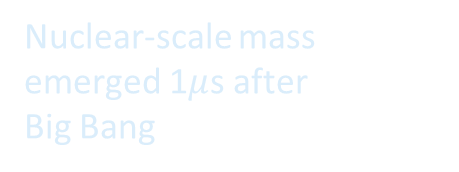 Nuclear-scale mass
emerged 1𝜇s after
Big Bang